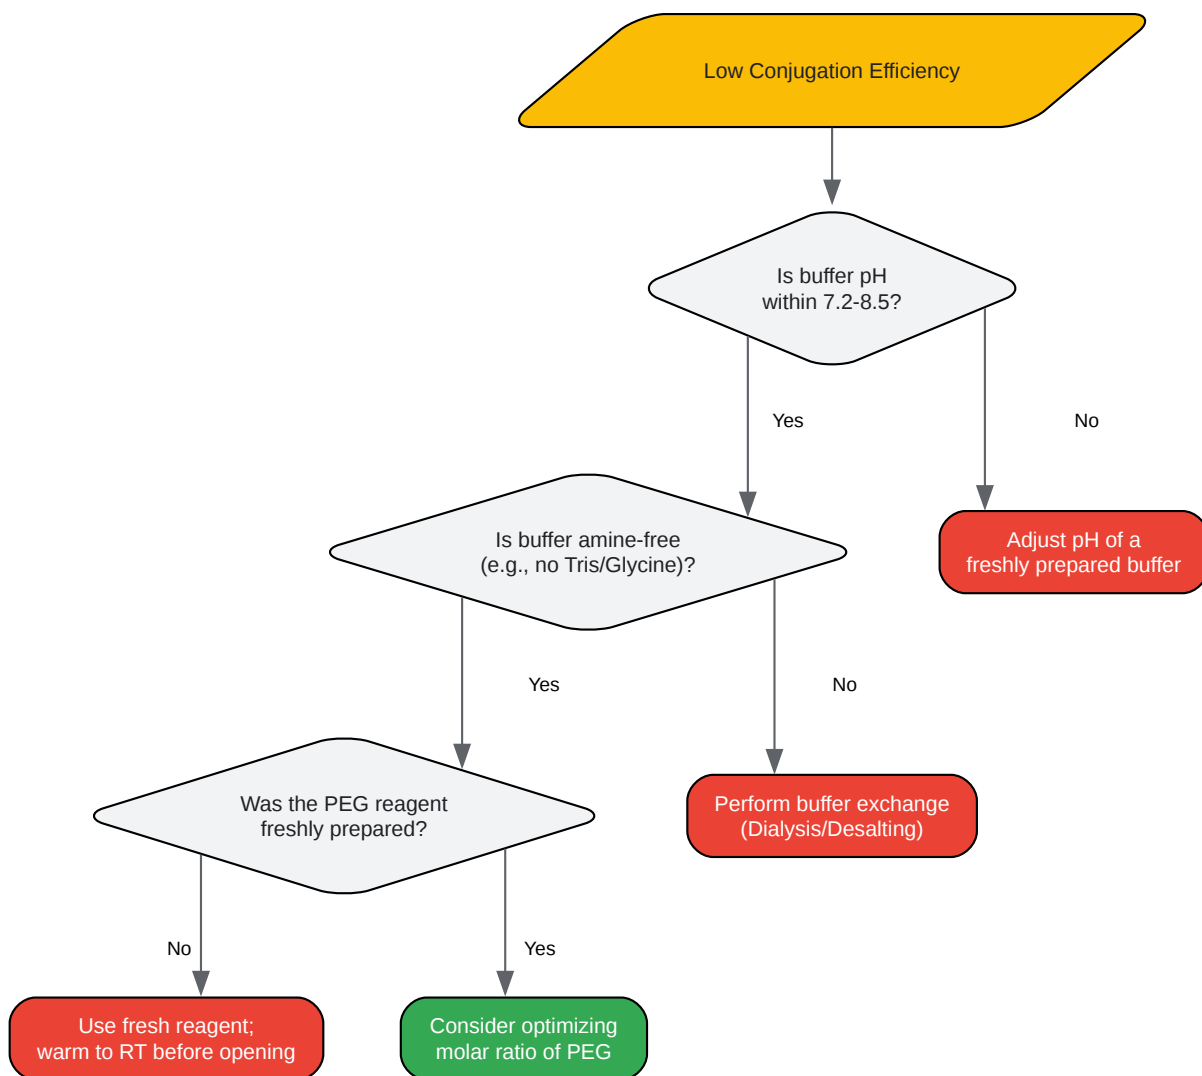 Low Conjugation Efficiency
Is buffer pH
within 7.2-8.5?
Yes
No
Is buffer amine-free
(e.g., no Tris/Glycine)?
Adjust pH of a
freshly prepared buffer
Yes
No
Was the PEG reagent
freshly prepared?
Perform buffer exchange
(Dialysis/Desalting)
No
Yes
Use fresh reagent;
warm to RT before opening
Consider optimizing
molar ratio of PEG